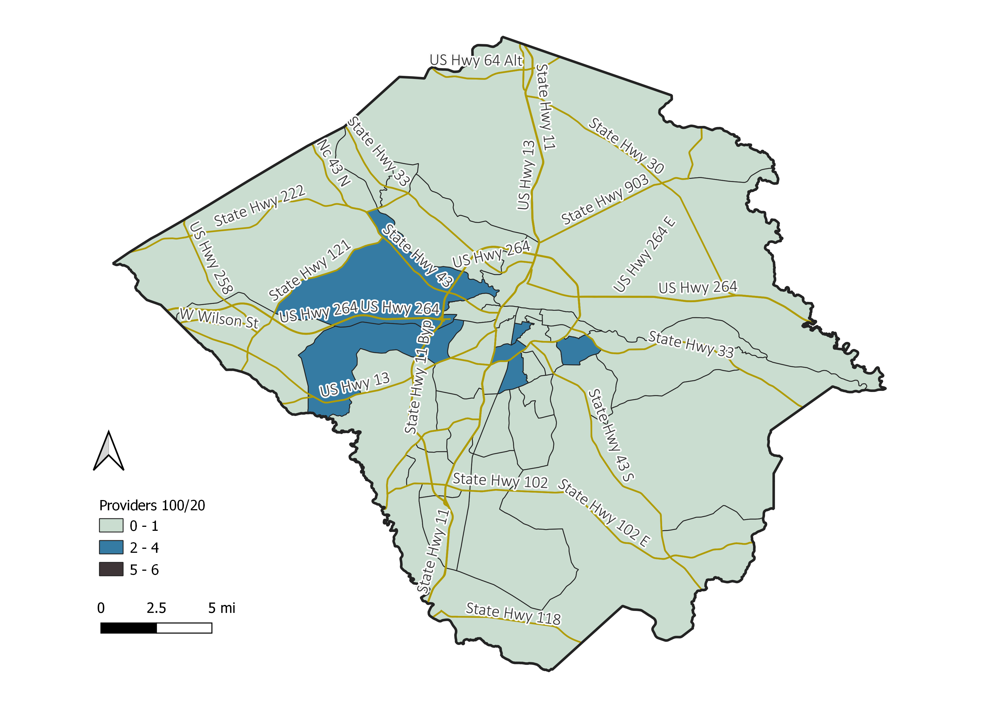 US Hwy 64 Alt
State Hwy 11
State Hwy 33
State Hwy 30
Nc 43 N
US Hwy 13
State Hwy 903
State Hwy 222
US Hwy 264 E
US Hwy 258
State Hwy 43
State Hwy 121
US Hwy 264
US Hwy 264
US Hwy 264
US Hwy 264
W Wilson St
State Hwy 11 Byp
State Hwy 33
US Hwy 13
State Hwy 43 S
State Hwy 102
State Hwy 102 E
State Hwy 11
State Hwy 118
Providers 100/20
0 - 1
2 - 4
5 - 6
0 2.5 5 mi